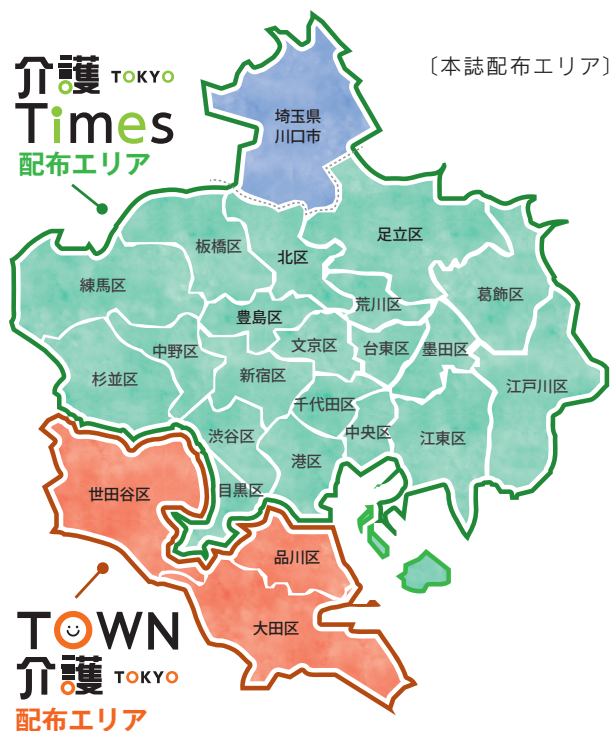 〔本誌配布エリア〕
介護 TOKYO
Times
配布エリア
埼玉県
川口市
足立区
板橋区
北区
練馬区
葛飾区
荒川区
豊島区
文京区
台東区
墨田区
中野区
新宿区
杉並区
江戸川区
千代田区
中央区
渋谷区
江東区
港区
目黒区
世田谷区
品川区
大田区
TOWN
介護 TOKYO
配布エリア